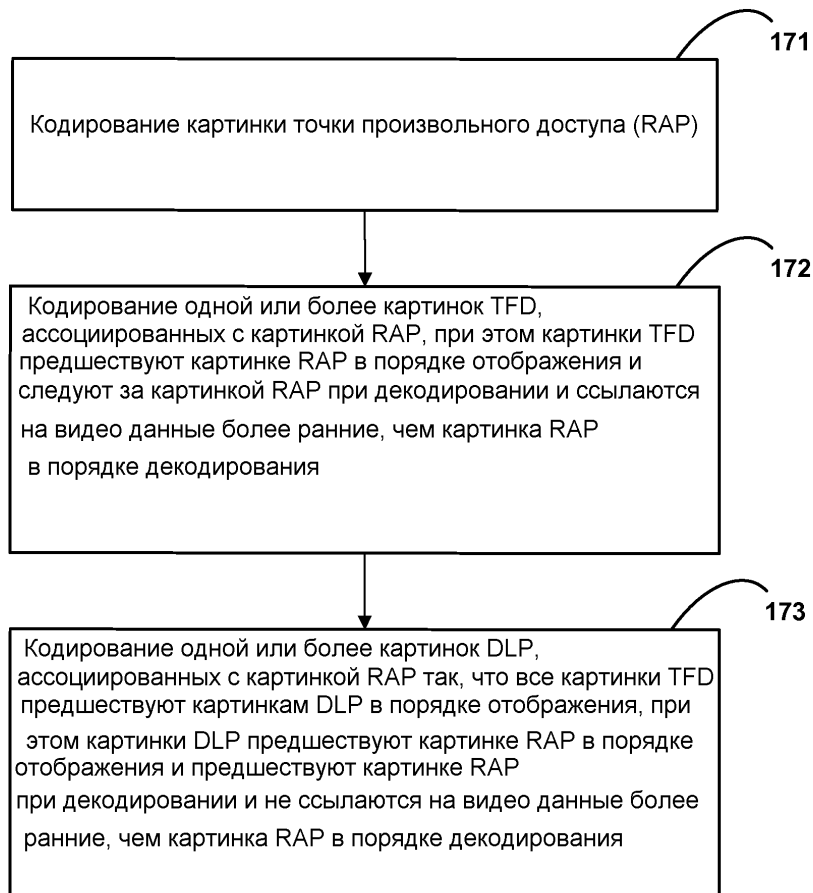 171
Кодирование картинки точки произвольного доступа (RAP)
172
Кодирование одной или более картинок TFD,
ассоциированных с картинкой RAP, при этом картинки TFD
предшествуют картинке RAP в порядке отображения и
следуют за картинкой RAP при декодировании и ссылаются
на видео данные более ранние, чем картинка RAP
в порядке декодирования
173
Кодирование одной или более картинок DLP,
ассоциированных с картинкой RAP так, что все картинки TFD
предшествуют картинкам DLP в порядке отображения, при
этом картинки DLP предшествуют картинке RAP в порядке
отображения и предшествуют картинке RAP
при декодировании и не ссылаются на видео данные более
ранние, чем картинка RAP в порядке декодирования